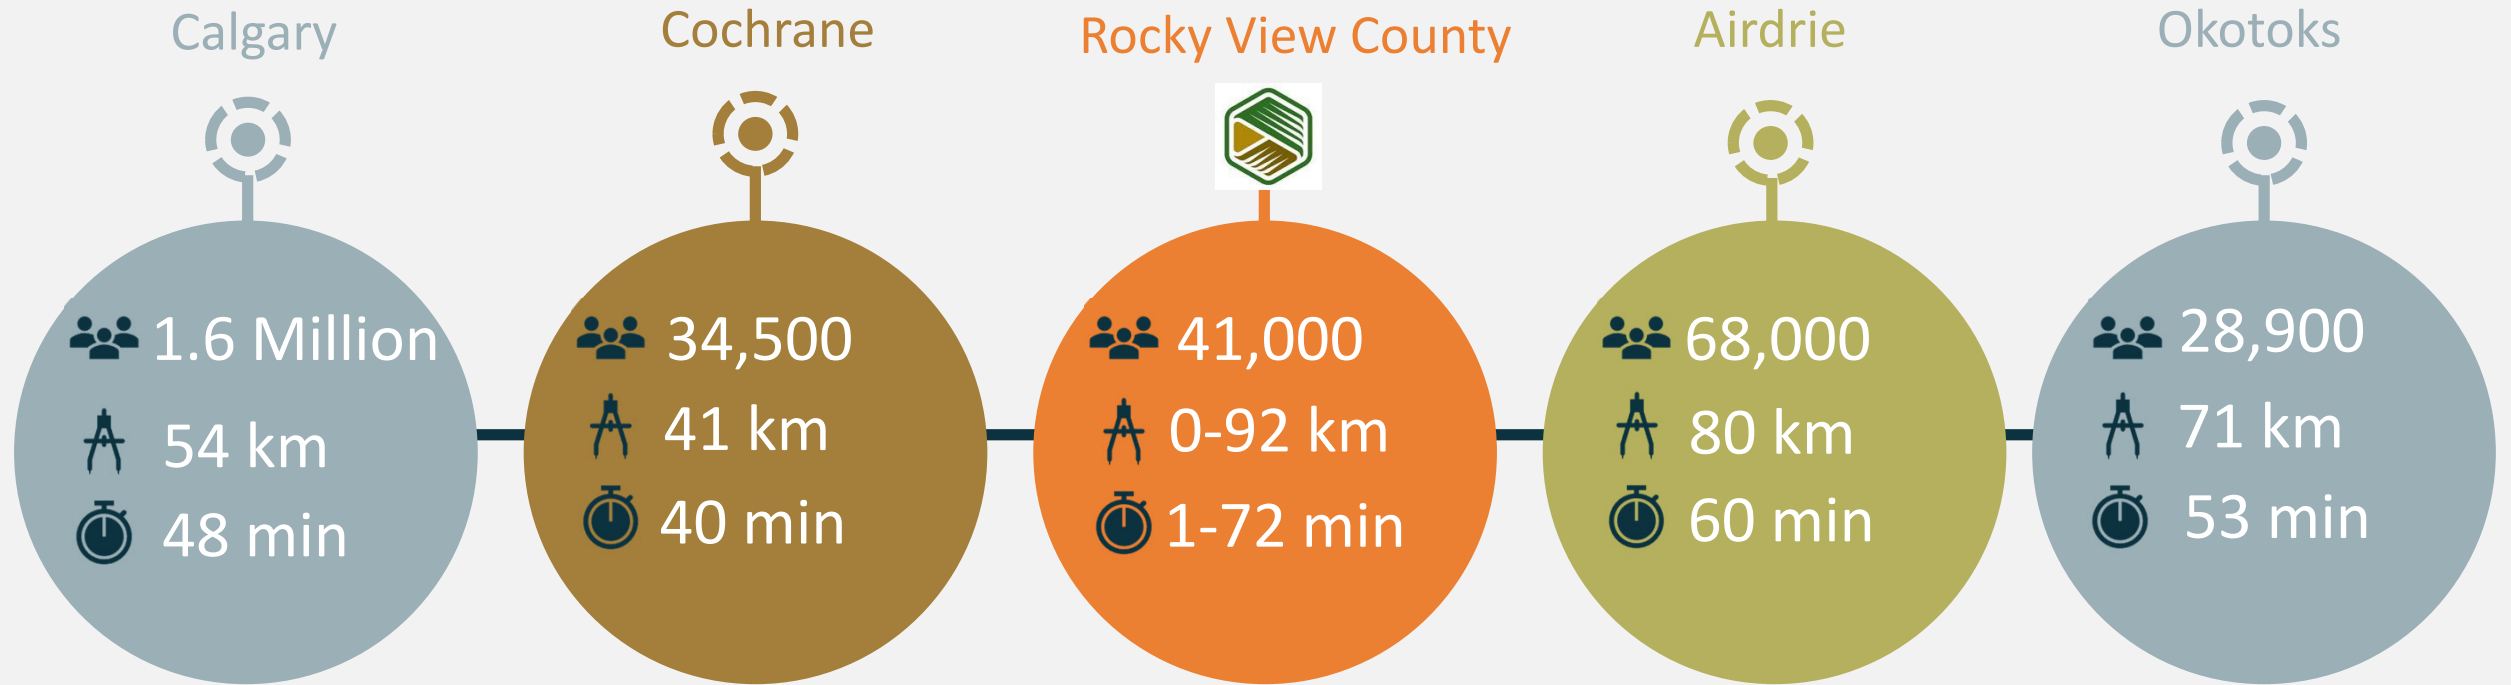 Calgary
1.6 Million
54 km
48 min
Cochrane
34,500
41 km
40 min
Rocky View County
41,000
0-92 km
1-72 min
Airdrie
68,000
80 km
60 min
Okotoks
28,900
71 km
53 min